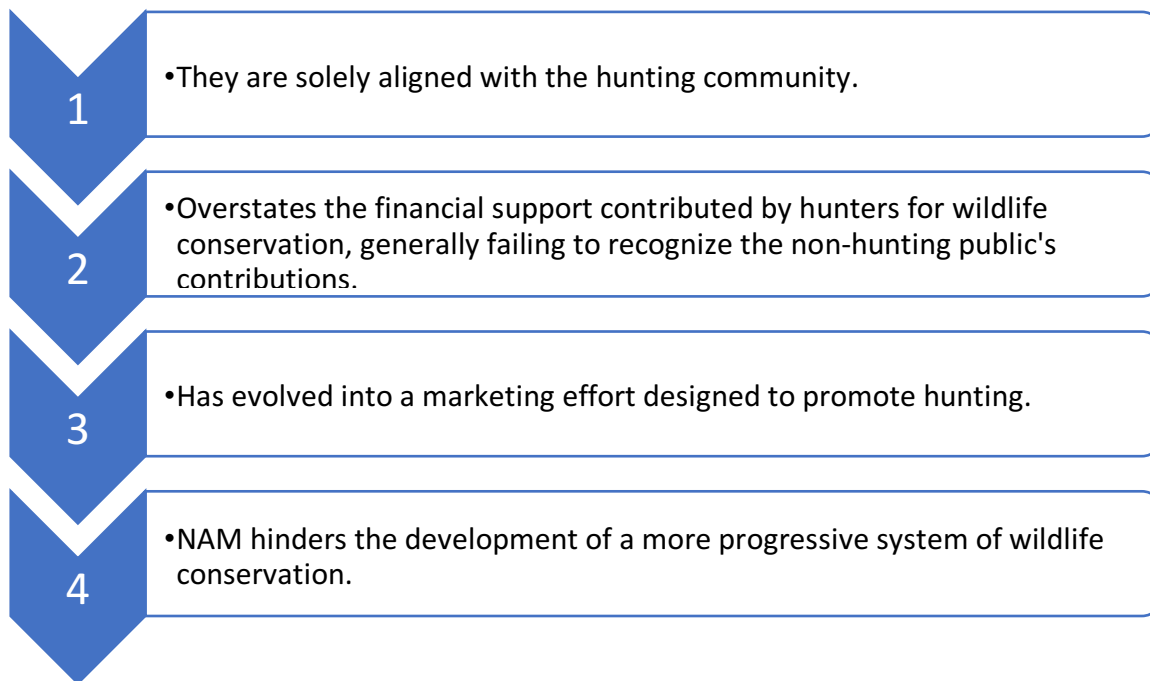 1
•They are solely aligned with the hunting community.
2
•Overstates the financial support contributed by hunters for wildlife
conservation, generally failing to recognize the non-hunting public's
contributions.
3
•Has evolved into a marketing effort designed to promote hunting.
4
•NAM hinders the development of a more progressive system of wildlife
conservation.